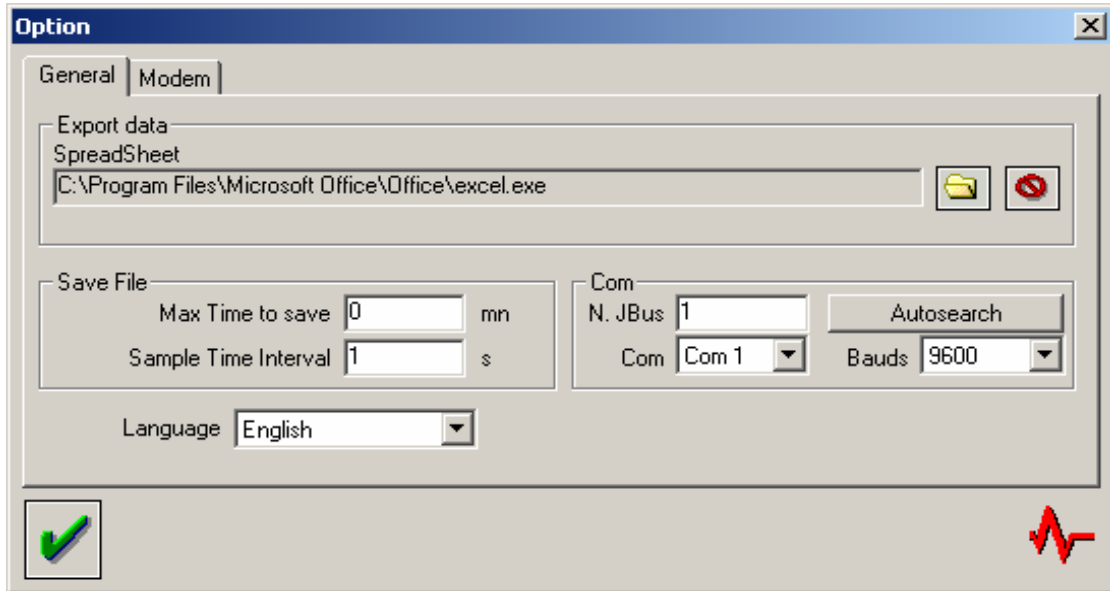 Option
General Modem
Export data
SpreadSheet
C:\Program Files\Microsoft Office\Office\excel.exe
Save File
Max Time to save 0 mn
Sample Time Interval 1 s
Com
N. JBus 1 Autosearch
Com Com 1 Bauds 9600
Language English